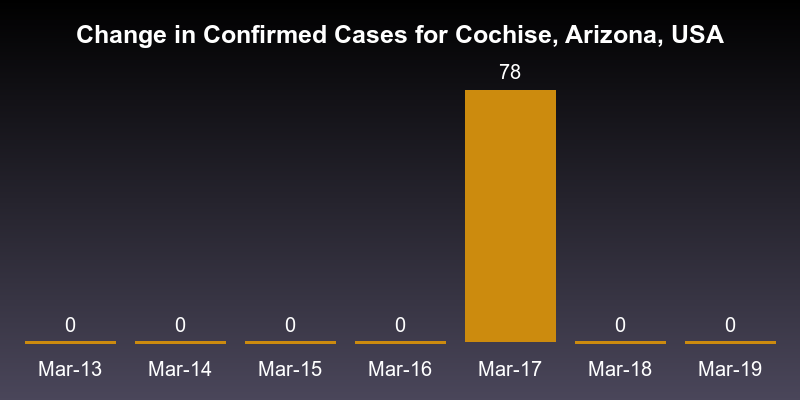 Change in Confirmed Cases for Cochise, Arizona, USA
78
0 0 0 0 0 0
Mar-13 Mar-14 Mar-15 Mar-16 Mar-17 Mar-18 Mar-19